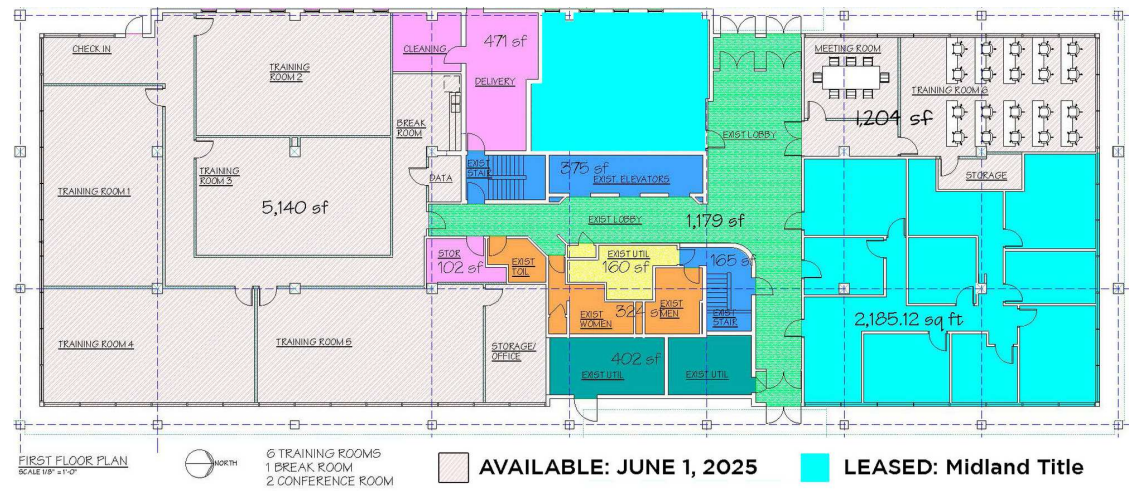 CHECK IN
TRAINING
ROOM 2
CLEANING
471 sf
DELIVERY
BREAK
ROOM
MEETING ROOM
TRAINING ROOM 6
1,204 sf
EXIST LOBBY
EXIST
STAIR
375 sf
EXIST. ELEVATORS
DATA
STORAGE
TRAINING ROOM 1
TRAINING
ROOM 3
5,140 sf
EXIST LOBBY
1,179 sf
STOR
102 sf
EXIST
TOIL
EXIST UTIL
160 sf
165 sf
EXIST
STAIR
324 sf
EXIST
WOMEN
EXIST
MEN
2,185.12 sq ft
TRAINING ROOM 4
TRAINING ROOM 5
STORAGE/
OFFICE
402 sf
EXIST UTIL
EXIST UTIL
FIRST FLOOR PLAN
SCALE 1/8" = 1'-0"
NORTH
6 TRAINING ROOMS
1 BREAK ROOM
2 CONFERENCE ROOM
AVAILABLE: JUNE 1, 2025
LEASED: Midland Title